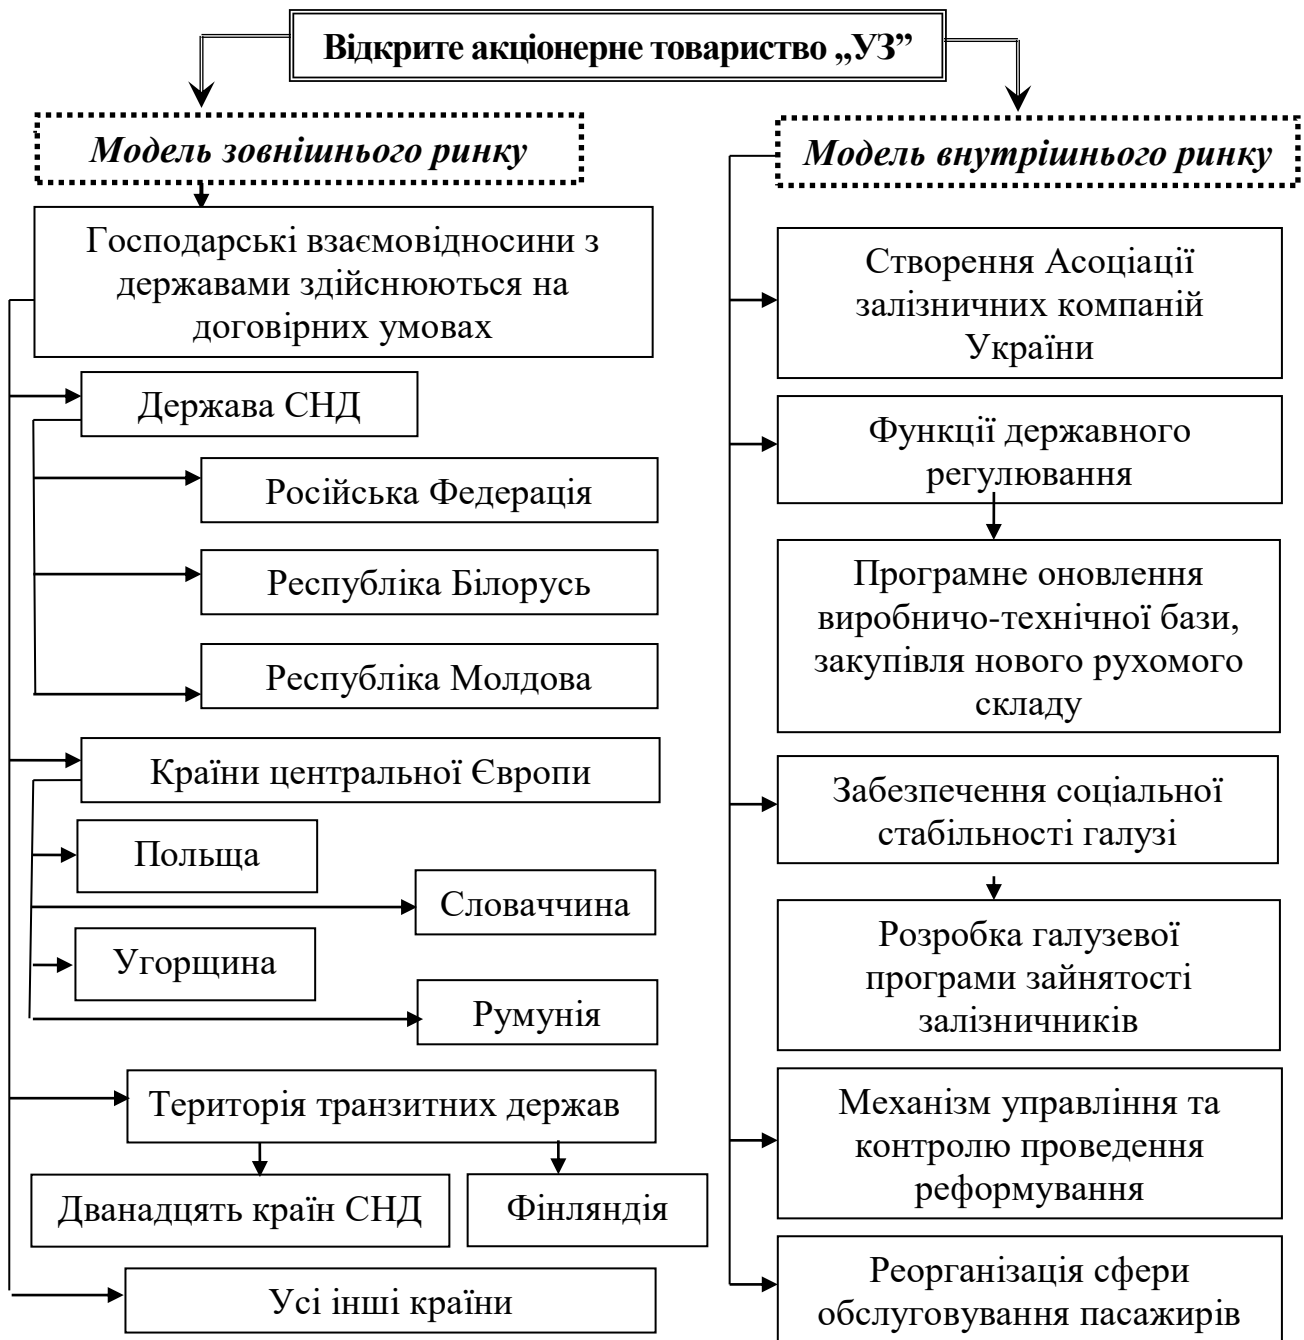 Відкрите акціонерне товариство „УЗ”
Модель зовнішнього ринку
Господарські взаємовідносини з
державами здійснюються на
договірних умовах
Держава СНД
Російська Федерація
Республіка Білорусь
Республіка Молдова
Країни центральної Європи
Польща
Словаччина
Угорщина
Румунія
Територія транзитних держав
Дванадцять країн СНД
Фінляндія
Усі інші країни
Модель внутрішнього ринку
Створення Асоціації
залізничних компаній
України
Функції державного
регулювання
Програмне оновлення
виробничо-технічної бази,
закупівля нового рухомого
складу
Забезпечення соціальної
стабільності галузі
Розробка галузевої
програми зайнятості
залізничників
Механізм управління та
контролю проведення
реформування
Реорганізація сфери
обслуговування пасажирів